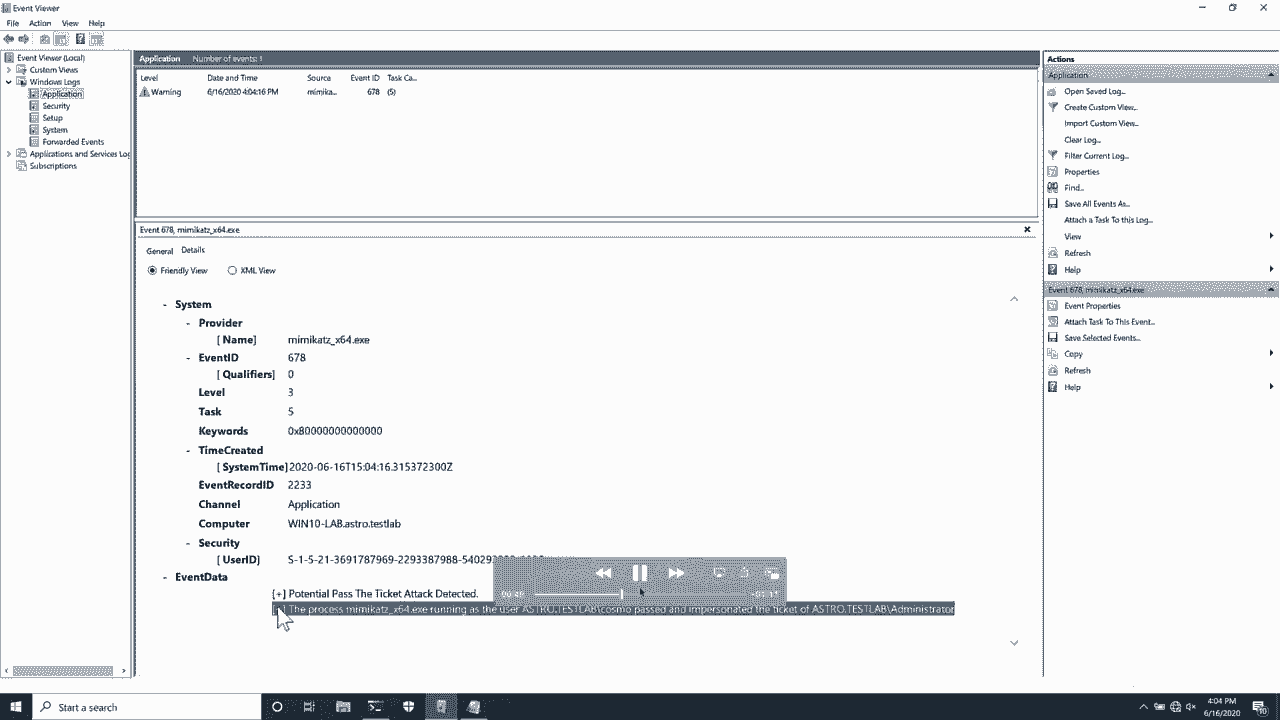 Event Viewer
File Action View Help
Event Viewer (Local)
Custom Views
Windows Logs
Application
Security
Setup
System
Forwarded Events
Applications and Services Log
Subscriptions
Application Number of events: 1
Level Date and Time Source Event ID Task Ca...
Warning 6/16/2020 4:04:16 PM mimika... 678 (5)
Event 678, mimikatz_x64.exe
General Details
Friendly View XML View
- System
- Provider
[ Name] mimikatz_x64.exe
- EventID 678
[ Qualifiers] 0
Level 3
Task 5
Keywords 0x80000000000000
- TimeCreated
[ SystemTime] 2020-06-16T15:04:16.315372300Z
EventRecordID 2233
Channel Application
Computer WIN10-LAB.astro.testlab
- Security
[ UserID] S-1-5-21-3691787969-2293387988-
- EventData
[+] Potential Pass The Ticket Attack Detected.
The process mimikatz_x64.exe running as the user ASTRO.TESTLAB\cosmo passed and impersonated the ticket of ASTRO.TESTLAB\Administrator
Actions
Application
Open Saved Log...
Create Custom View...
Import Custom View...
Clear Log...
Filter Current Log...
Properties
Find...
Save All Events As...
Attach a Task To this Log...
View
Refresh
Help
Event 678, mimikatz_x64.exe
Event Properties
Attach Task To This Event...
Save Selected Events...
Copy
Refresh
Help
Start a search
4:04 PM
6/16/2020